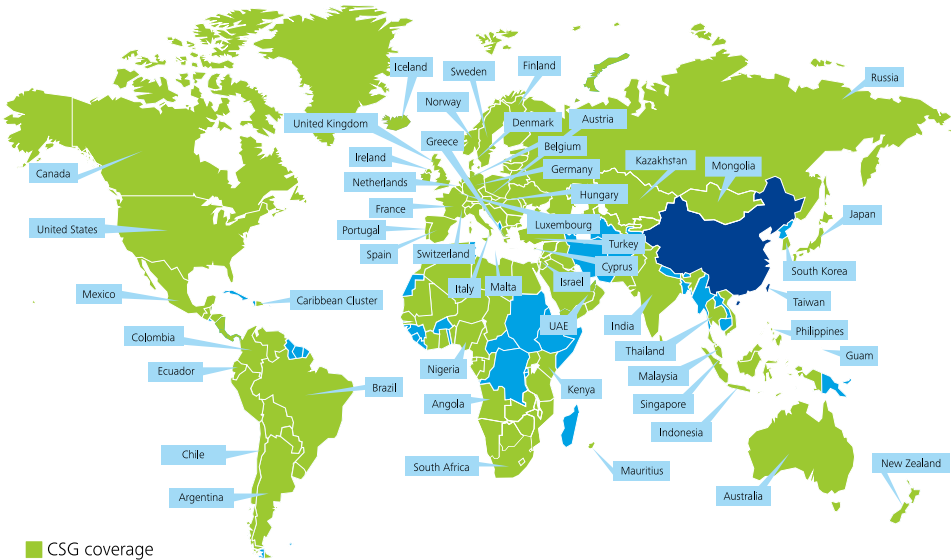 Iceland
Sweden
Finland
Russia
Norway
United Kingdom
Denmark
Austria
Greece
Belgium
Ireland
Germany
Kazakhstan
Mongolia
Canada
Netherlands
Hungary
France
Luxembourg
Japan
United States
Portugal
Turkey
Spain
Switzerland
Cyprus
South Korea
Italy
Malta
Israel
Mexico
Caribbean Cluster
Taiwan
UAE
India
Philippines
Colombia
Thailand
Guam
Ecuador
Nigeria
Malaysia
Brazil
Kenya
Angola
Singapore
Indonesia
Chile
South Africa
Mauritius
New Zealand
Argentina
Australia
CSG coverage